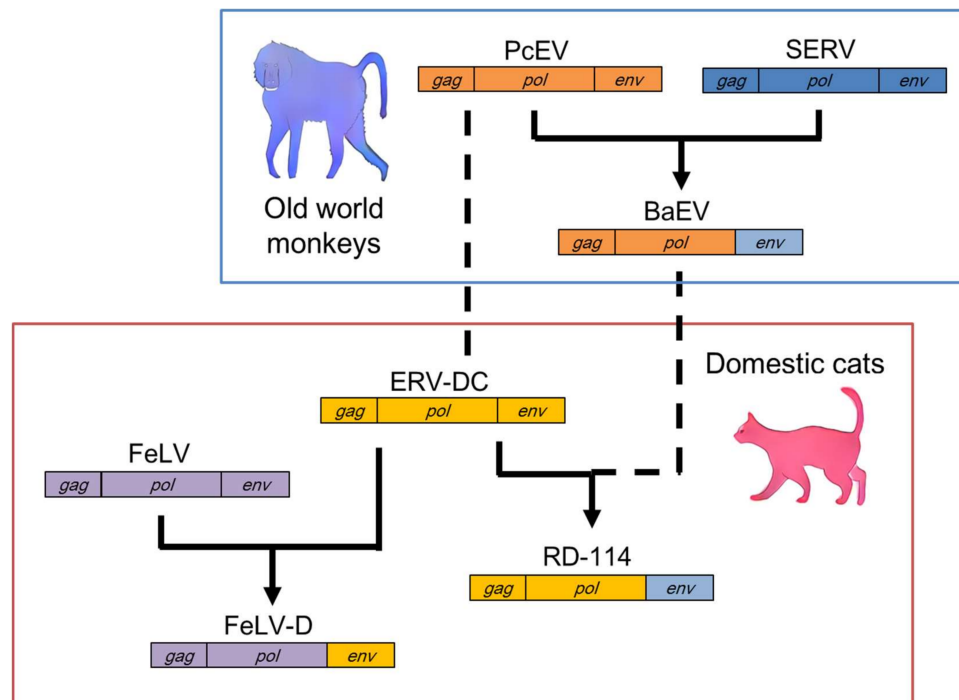 PcEV
SERV
gag pol env
gag pol env
Old world
monkeys
BaEV
gag pol env
Domestic cats
ERV-DC
gag pol env
FeLV
gag pol env
RD-114
gag pol env
FeLV-D
gag pol env